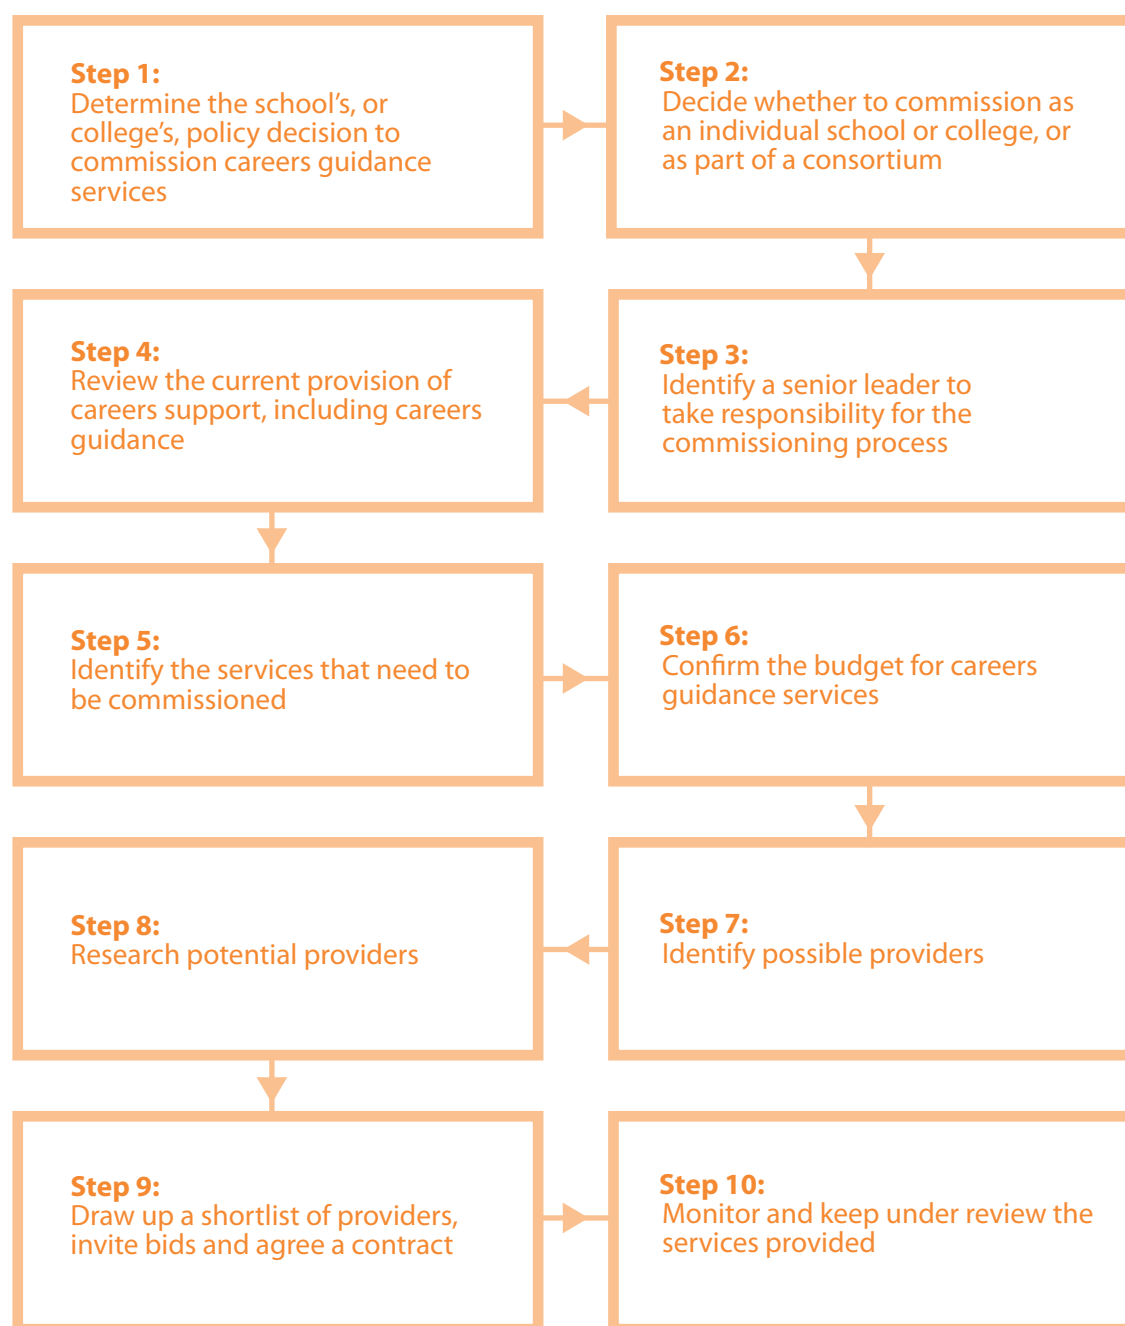 Step 1:
Determine the school's, or
college's, policy decision to
commission careers guidance
services
Step 2:
Decide whether to commission as
an individual school or college, or
as part of a consortium
Step 3:
Identify a senior leader to
take responsibility for the
commissioning process
Step 4:
Review the current provision of
careers support, including careers
guidance
Step 5:
Identify the services that need to
be commissioned
Step 6:
Confirm the budget for careers
guidance services
Step 7:
Identify possible providers
Step 8:
Research potential providers
Step 9:
Draw up a shortlist of providers,
invite bids and agree a contract
Step 10:
Monitor and keep under review the
services provided